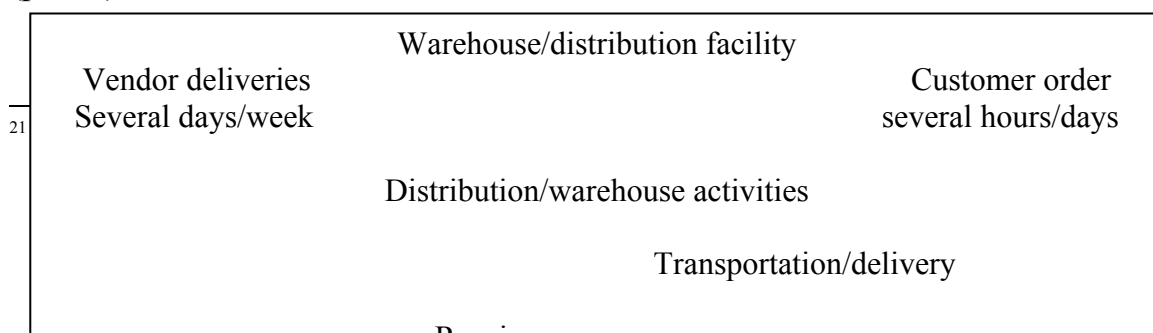 Warehouse/distribution facility
Vendor deliveries Customer order
21 Several days/week several hours/days
Distribution/warehouse activities
Transportation/delivery